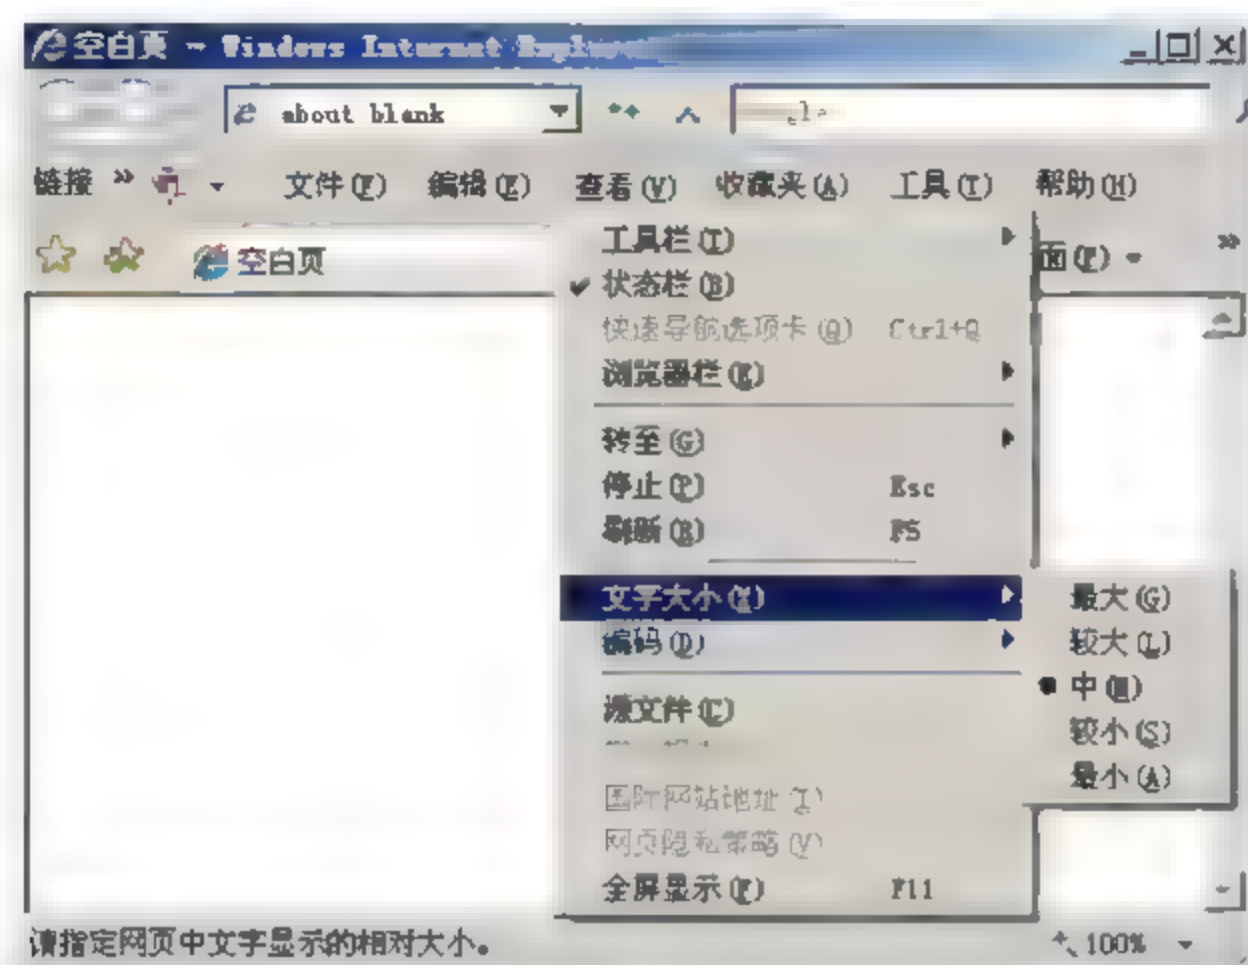 空白页 - Windows Internet Explorer
about blank
链接 » 文件(F) 编辑(E) 查看(V) 收藏夹(A) 工具(T) 帮助(H)
空白页
面(P)
»
工具栏(T)
状态栏(B)
快速导航选项卡(Q) Ctrl+Q
浏览器栏(E)
转至(G)
停止(P) Esc
刷新(R) F5
文字大小(X)
编码(D)
源文件(C)
国际网站地址(I)
网页隐私策略(V)
全屏显示(F) F11
最大(G)
较大(L)
中(M)
较小(S)
最小(A)
请指定网页中文字显示的相对大小。
100%